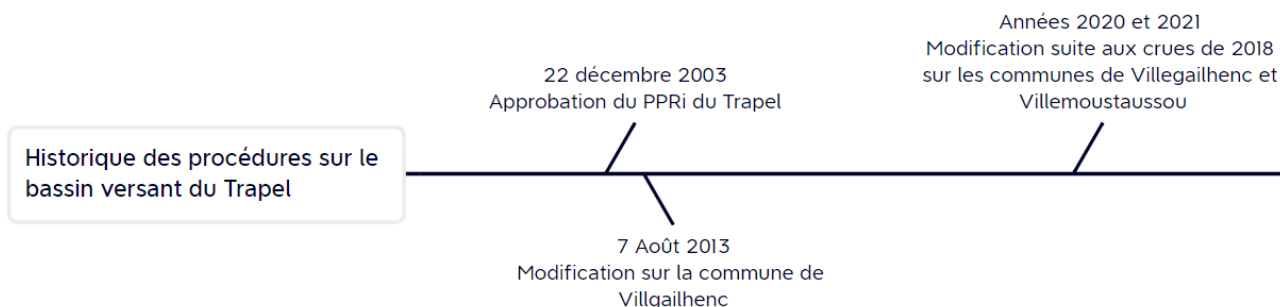 Historique des procédures sur le
bassin versant du Trapel
22 décembre 2003
Approbation du PPRi du Trapel
7 Août 2013
Modification sur la commune de
Villgailhenc
Années 2020 et 2021
Modification suite aux crues de 2018
sur les communes de Villegailhenc et
Villemoustaussou